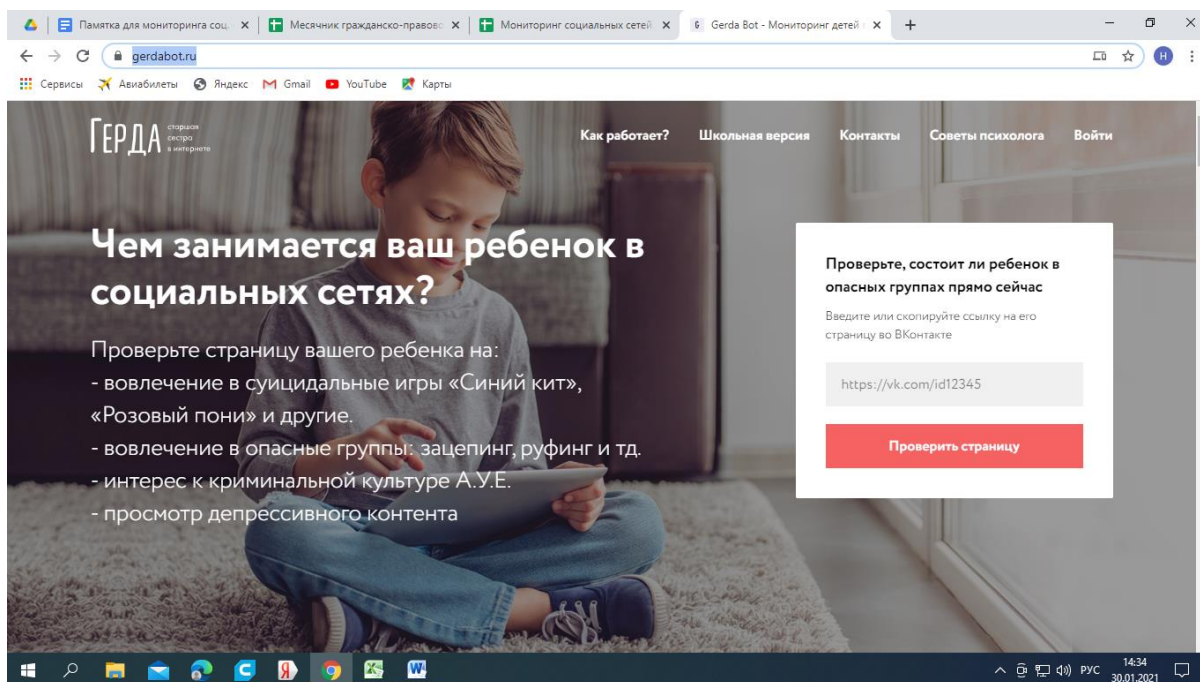 Памятка для мониторинга соц.
Месячник гражданско-правово
Мониторинг социальных сетей
Gerda Bot - Мониторинг детей
gerdabot.ru
Н
Сервисы Авиабилеты Яндекс Gmail YouTube Карты
ГЕРДА
старшая
сестра
в интернете
Как работает? Школьная версия Контакты Советы психолога Войти
Чем занимается ваш ребенок в
социальных сетях?
Проверьте страницу вашего ребенка на:
- вовлечение в суицидальные игры «Синий кит»,
«Розовый пони» и другие.
- вовлечение в опасные группы: зацепинг, руфинг и тд.
- интерес к криминальной культуре А.У.Е.
- просмотр депрессивного контента
Проверьте, состоит ли ребенок в
опасных группах прямо сейчас
Введите или скопируйте ссылку на его
страницу во ВКонтакте
https://vk.com/id12345
Проверить страницу
РУС
14:34
30.01.2021